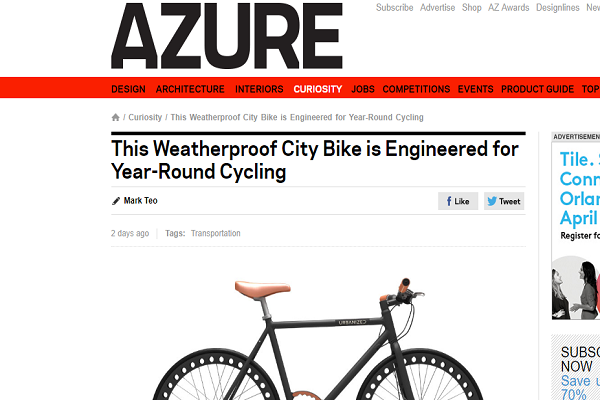 AZURE
Subscribe Advertise Shop AZ Awards Designlines
DESIGN ARCHITECTURE INTERIORS CURIOSITY JOBS COMPETITIONS EVENTS PRODUCT GUIDE TOP
/ Curiosity / This Weatherproof City Bike is Engineered for Year-Round Cycling
This Weatherproof City Bike is Engineered for
Year-Round Cycling
Mark Teo
Like
Tweet
2 days ago Tags: Transportation
URBANIZED
ADVERTISEMEN
Tile. S
Conn
Orlan
April
Register fo
SUBSC
NOW
Save u
70%